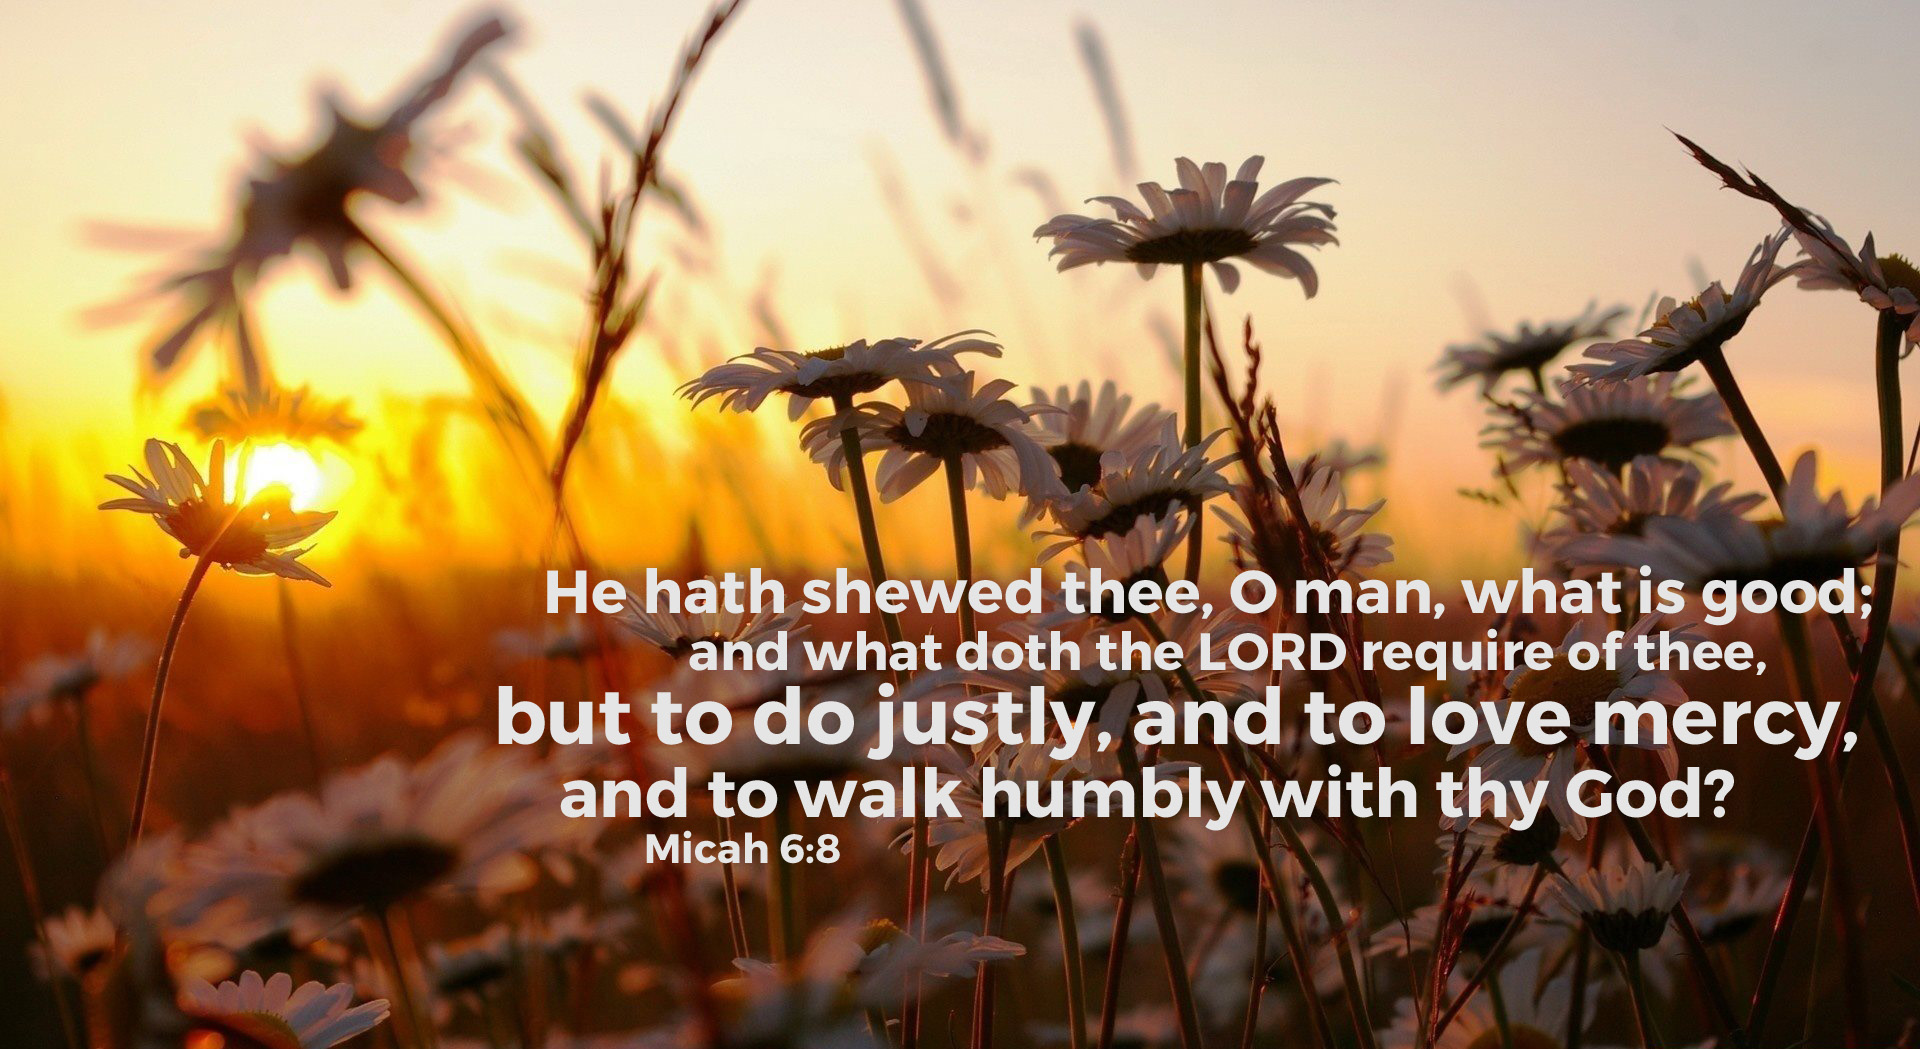 He hath shewed thee, O man, what is good;
and what doth the LORD require of thee,
but to do justly, and to love mercy,
and to walk humbly with thy God?
Micah 6:8